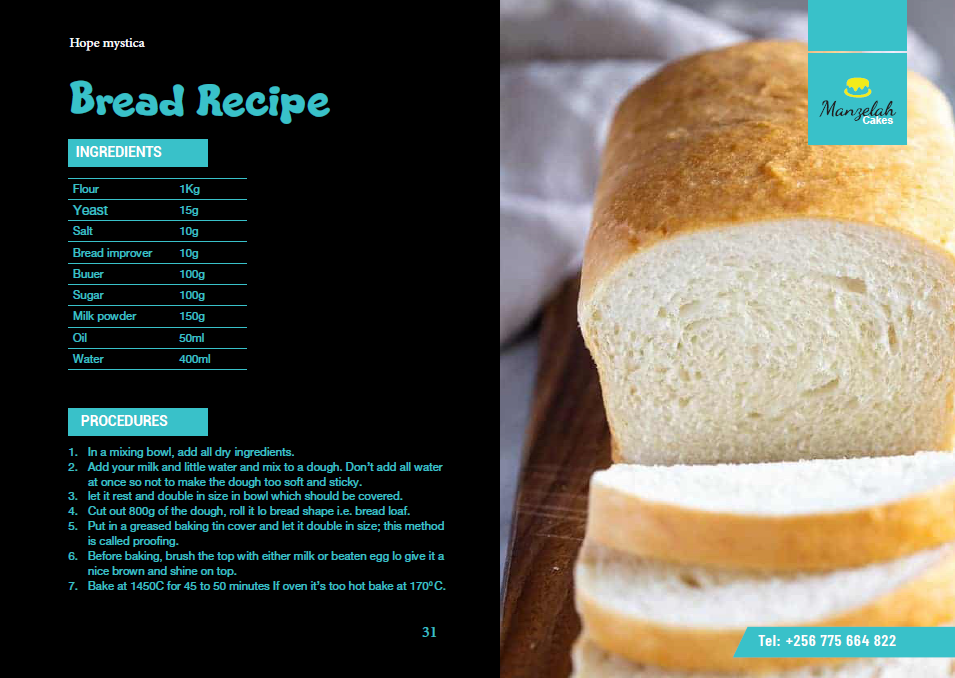 Hope mystica
Bread Recipe
INGREDIENTS
Flour 1Kg
Yeast 15g
Salt 10g
Bread improver 10g
Buuer 100g
Sugar 100g
Milk powder 150g
Oil 50ml
Water 400ml
PROCEDURES
1. In a mixing bowl, add all dry ingredients.
2. Add your milk and little water and mix to a dough. Don't add all water
at once so not to make the dough too soft and sticky.
3. let it rest and double in size in bowl which should be covered.
4. Cut out 800g of the dough, roll it lo bread shape i.e. bread loaf.
5. Put in a greased baking tin cover and let it double in size; this method
is called proofing.
6. Before baking, brush the top with either milk or beaten egg lo give it a
nice brown and shine on top.
7. Bake at 1450C for 45 to 50 minutes If oven it's too hot bake at 170⁰C.
31
Manzelah
Cakes
Tel: +256 775 664 822